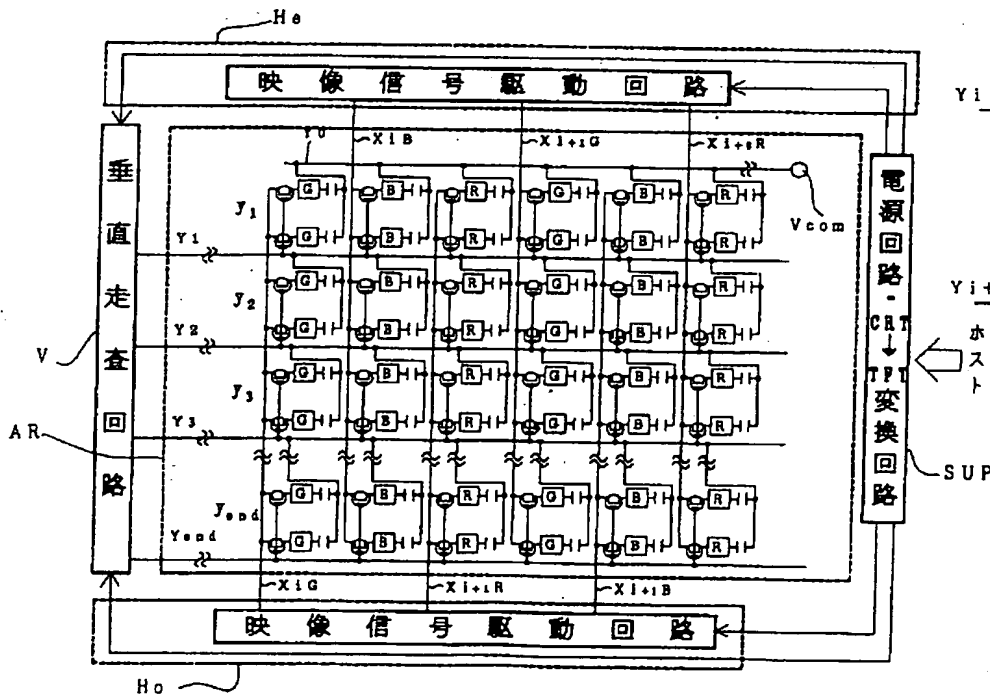 He
映像信号駆動回路
Yi
Y0
XiB
Xi+1G
Xi+2R
Vcom
垂直走査回路
電源回路・CRT→TFT変換回路
G B R G B R
y1
G B R G B R
Y1
G B R G B R
y2
G B R G B R
Y2
Yi+
ホスト
V
G B R G B R
y3
G B R G B R
Y3
AR
SUP
G B R G B R
yend
G B R G B R
Yend
XiG
Xi+1R
Xi+1B
映像信号駆動回路
Ho